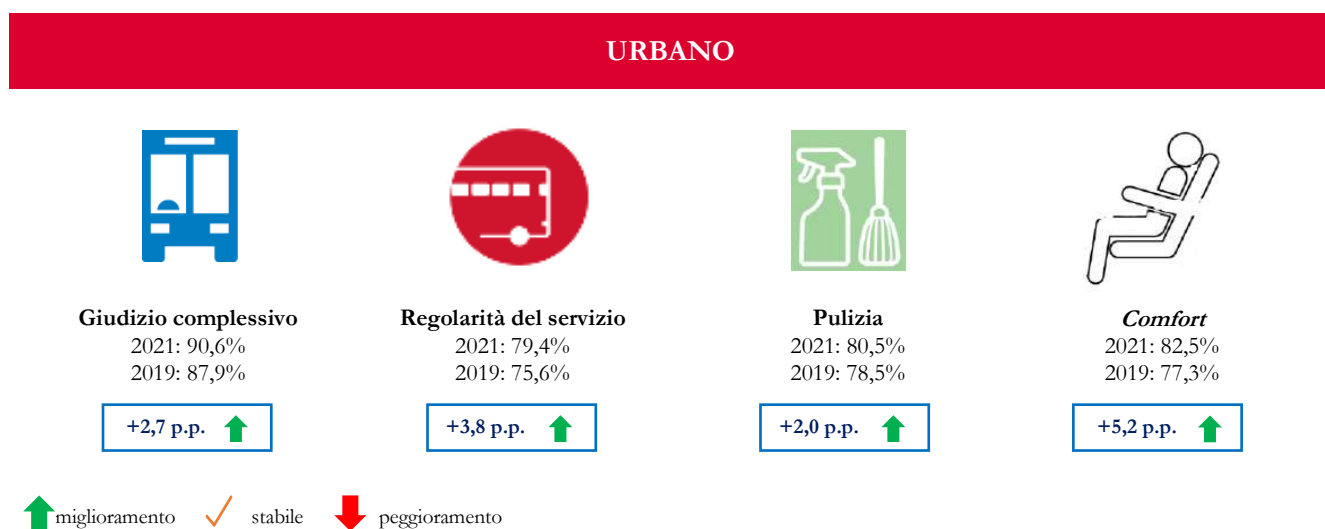 URBANO
Giudizio complessivo
2021: 90,6%
2019: 87,9%
+2,7 p.p.
Regolarità del servizio
2021: 79,4%
2019: 75,6%
+3,8 p.p.
Pulizia
2021: 80,5%
2019: 78,5%
+2,0 p.p.
Comfort
2021: 82,5%
2019: 77,3%
+5,2 p.p.
miglioramento stabile peggioramento